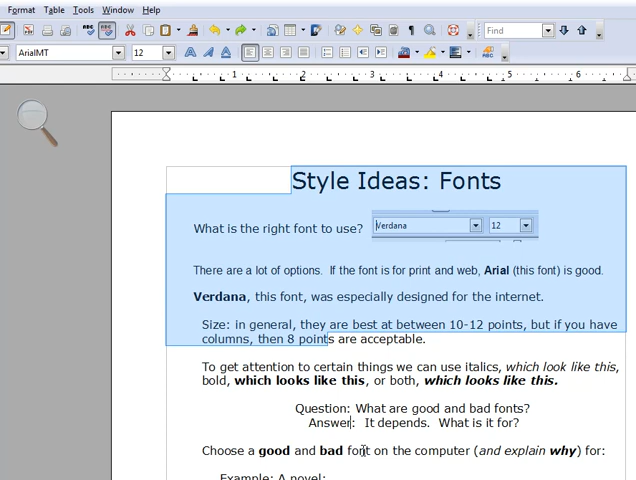 Format Table Tools Window Help
Find
ArialMT 12
1 2 3 4 5 6
Style Ideas: Fonts
What is the right font to use? Verdana 12
There are a lot of options. If the font is for print and web, Arial (this font) is good.
Verdana, this font, was especially designed for the internet.
Size: in general, they are best at between 10-12 points, but if you have
columns, then 8 points are acceptable.
To get attention to certain things we can use italics, which look like this,
bold, which looks like this, or both, which looks like this.
Question: What are good and bad fonts?
Answer: It depends. What is it for?
Choose a good and bad font on the computer (and explain why) for:
Example: A novel: